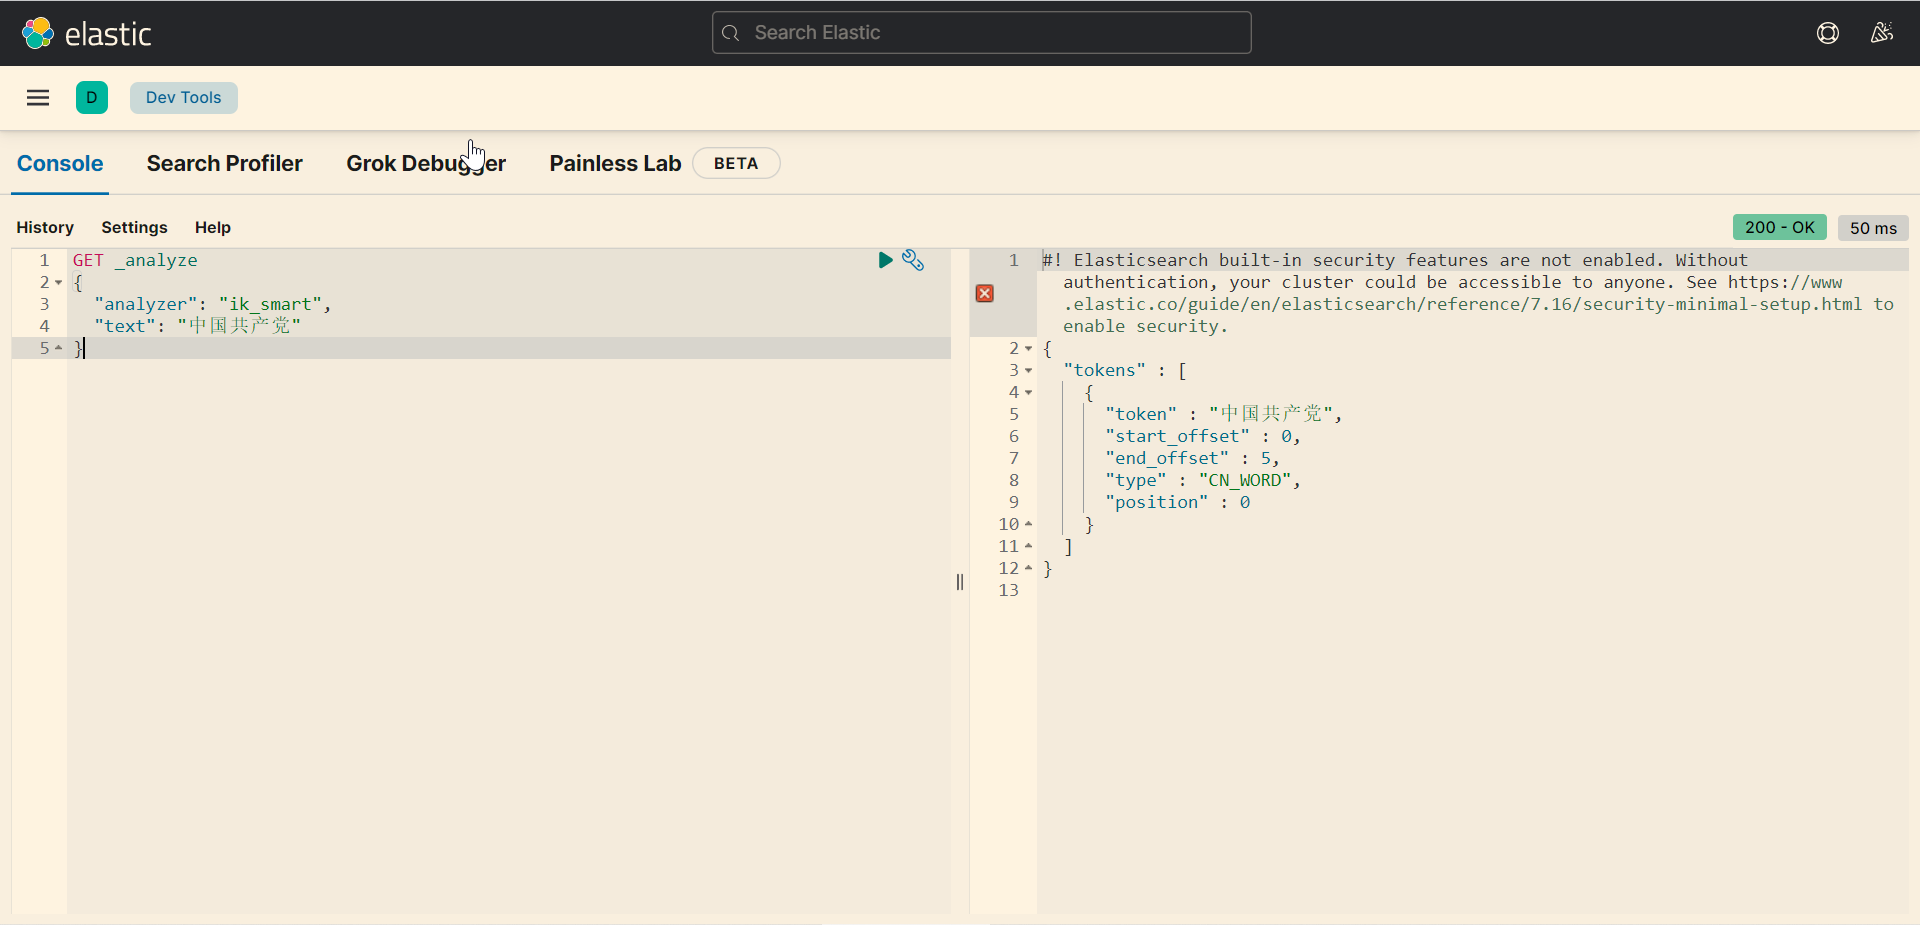 elastic
Search Elastic
D
Dev Tools
Console Search Profiler Grok Debugger Painless Lab BETA
History Settings Help
200 - OK 50 ms
1 GET _analyze
2 {
3 "analyzer": "ik_smart",
4 "text": "中国共产党"
5 }
1 #! Elasticsearch built-in security features are not enabled. Without
authentication, your cluster could be accessible to anyone. See https://www
.elastic.co/guide/en/elasticsearch/reference/7.16/security-minimal-setup.html to
enable security.
2 {
3 "tokens" : [
4 {
5 "token" : "中国共产党",
6 "start_offset" : 0,
7 "end_offset" : 5,
8 "type" : "CN_WORD",
9 "position" : 0
10 }
11 ]
12 }
13